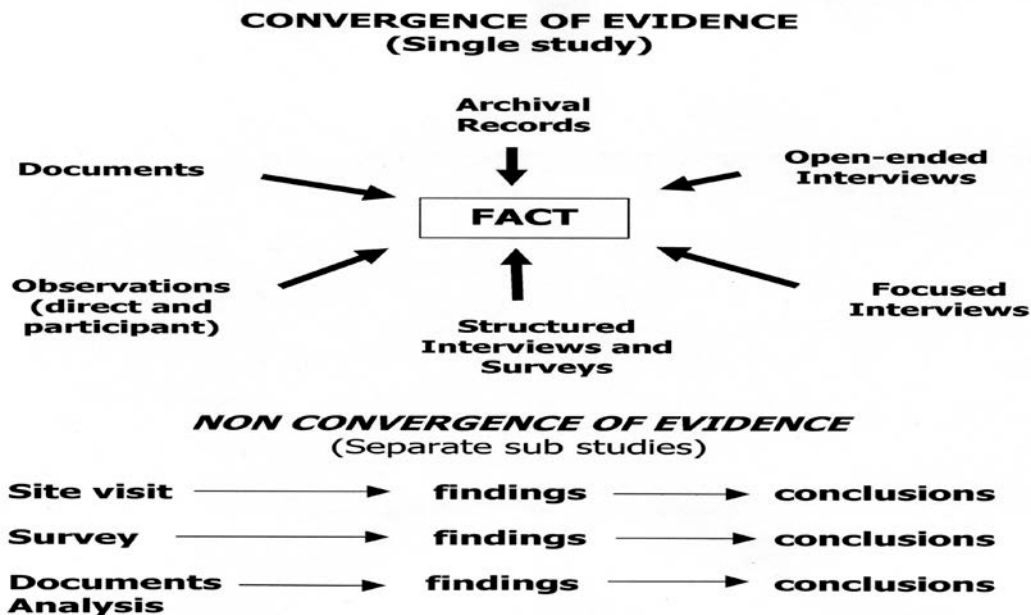 CONVERGENCE OF EVIDENCE
(Single study)
Archival
Records
Documents
Open-ended
Interviews
FACT
Observations
(direct and
participant)
Structured
Interviews and
Surveys
Focused
Interviews
NON CONVERGENCE OF EVIDENCE
(Separate sub studies)
Site visit findings conclusions
Survey findings conclusions
Documents findings conclusions
Analysis